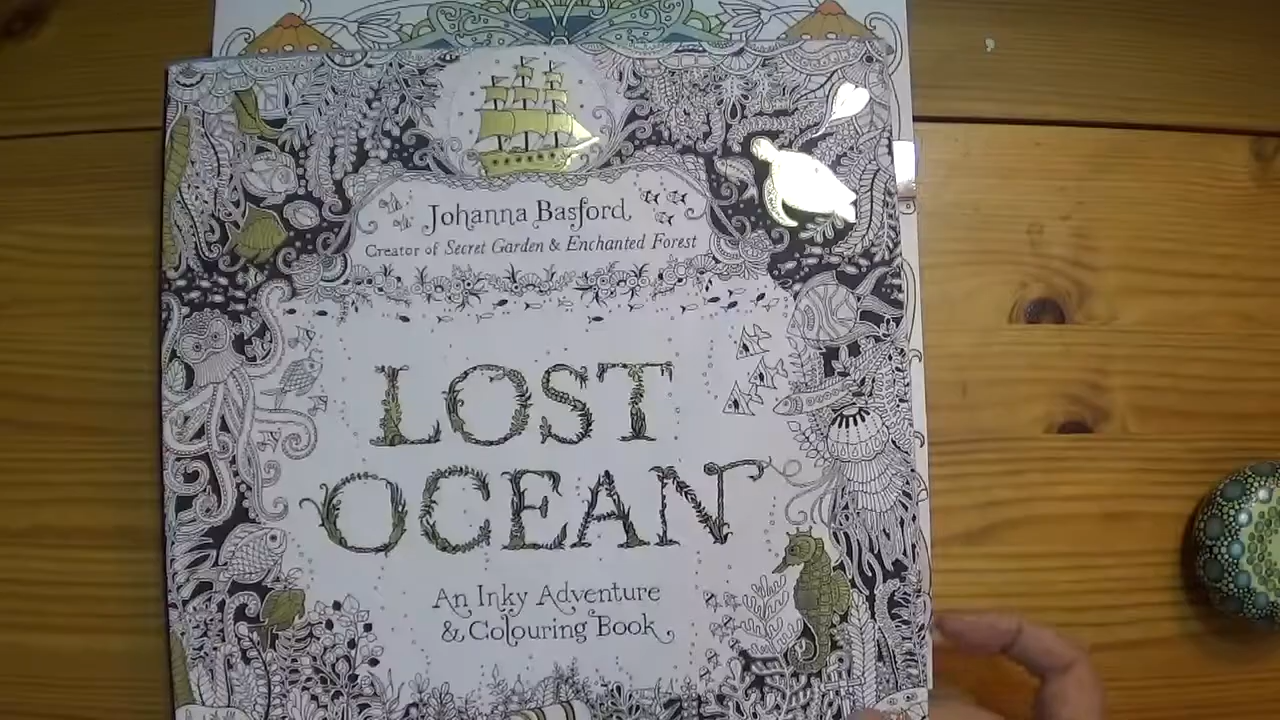 Johanna Basford
Creator of Secret Garden & Enchanted Forest
LOST
OCEAN
An Inky Adventure
& Colouring Book